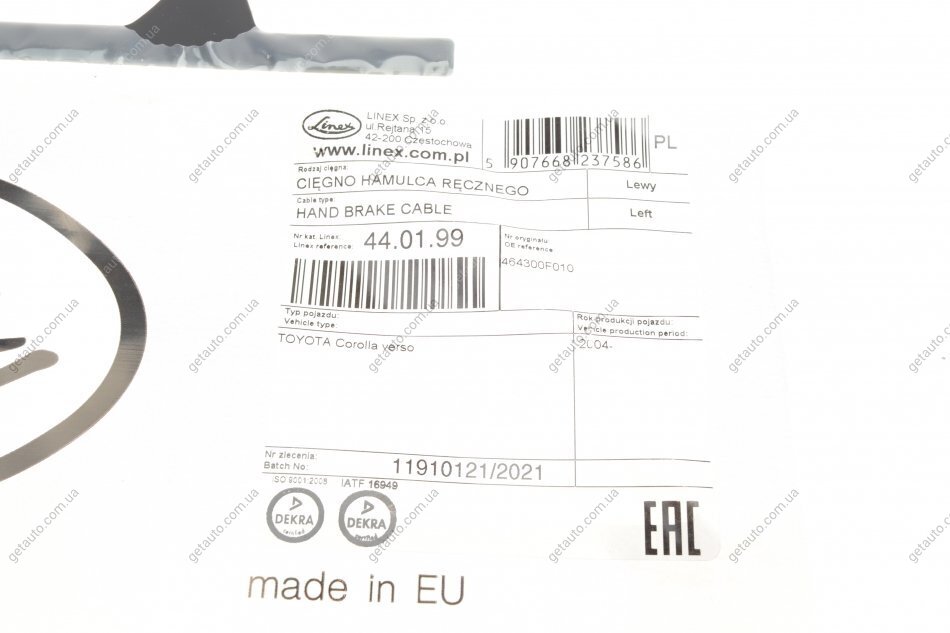 Linex
LINEX Sp. z o.o.
ul.Rejtana 15
42-200 Częstochowa
www.linex.com.pl
5 907668 237586
PL
Rodzaj cięgna:
CIĘGNO HAMULCA RĘCZNEGO
Lewy
Cable type:
HAND BRAKE CABLE
Left
Nr kat. Linex:
Linex reference:
44.01.99
Nr oryginału:
OE reference
464300F010
Typ pojazdu:
Vehicle type:
Rok produkcji pojazdu:
Vehicle production period:
TOYOTA Corolla verso
2004-
Nr zlecenia:
Batch No:
11910121/2021
ISO 9001:2008
IATF 16949
DEKRA
certified
DEKRA
certified
EAC
made in EU
getauto.com.ua